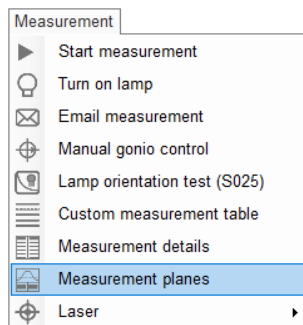 Measurement
Start measurement
Turn on lamp
Email measurement
Manual gonio control
Lamp orientation test (S025)
Custom measurement table
Measurement details
Measurement planes
Laser